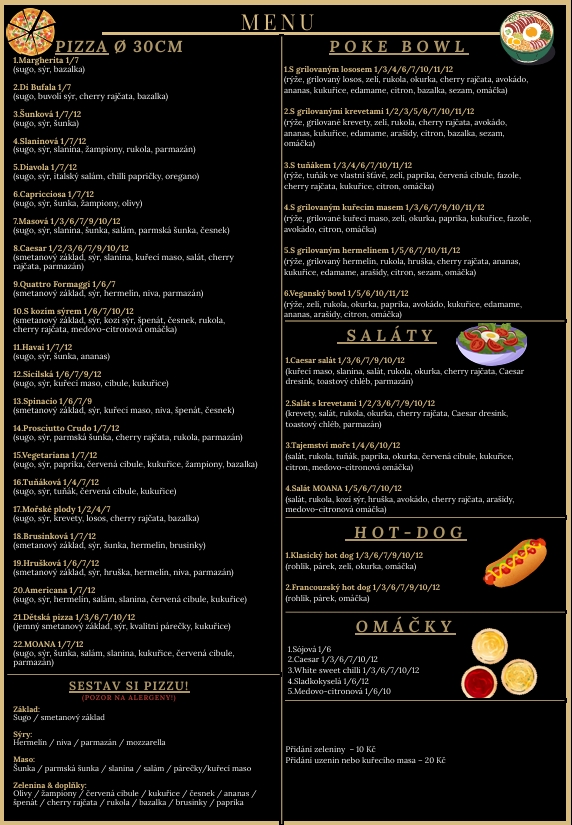 MENU
PIZZA Ø 30CM
1.Margherita 1/7
(sugo, sýr, bazalka)
2.Di Bufala 1/7
(sugo, buvolí sýr, cherry rajčata, bazalka)
3.Šunková 1/7/12
(sugo, sýr, šunka)
4.Slaninová 1/7/12
(sugo, sýr, slanina, žampiony, rukola, parmazán)
5.Diavola 1/7/12
(sugo, sýr, italský salám, chilli papričky, oregano)
6.Capricciosa 1/7/12
(sugo, sýr, šunka, žampiony, olivy)
7.Masová 1/3/6/7/9/10/12
(sugo, sýr, slanina, šunka, salám, parmská šunka, česnek)
8.Caesar 1/2/3/6/7/9/10/12
(smetanový základ, sýr, slanina, kuřecí maso, salát, cherry
rajčata, parmazán)
9.Quattro Formaggi 1/6/7
(smetanový základ, sýr, hermelín, niva, parmazán)
10.S kozím sýrem 1/6/7/10/12
(smetanový základ, sýr, kozí sýr, špenát, česnek, rukola,
cherry rajčata, medovo-citronová omáčka)
11.Havai 1/7/12
(sugo, sýr, šunka, ananas)
12.Sicilská 1/6/7/9/12
(sugo, sýr, kuřecí maso, cibule, kukuřice)
13.Spinacio 1/6/7/9
(smetanový základ, sýr, kuřecí maso, niva, špenát, česnek)
14.Prosciutto Crudo 1/7/12
(sugo, sýr, parmská šunka, cherry rajčata, rukola, parmazán)
15.Vegetariana 1/7/12
(sugo, sýr, paprika, červená cibule, kukuřice, žampiony, bazalka)
16.Tuňáková 1/4/7/12
(sugo, sýr, tuňák, červená cibule, kukuřice)
17.Mořské plody 1/2/4/7
(sugo, sýr, krevety, losos, cherry rajčata, bazalka)
18.Brusinková 1/7/12
(smetanový základ, sýr, šunka, hermelín, brusinky)
19.Hrušková 1/6/7/12
(smetanový základ, sýr, hruška, hermelín, niva, parmazán)
20.Americana 1/7/12
(sugo, sýr, hermelín, salám, slanina, červená cibule, kukuřice)
21.Dětská pizza 1/3/6/7/10/12
(jemný smetanový základ, sýr, kvalitní párečky, kukuřice)
22.MOANA 1/7/12
(sugo, sýr, šunka, salám, slanina, kukuřice, červená cibule,
parmazán)
SESTAV SI PIZZU!
(POZOR NA ALERGENY!)
Základ:
Sugo / smetanový základ
Sýry:
Hermelín / niva / parmazán / mozzarella
Maso:
Šunka / parmská šunka / slanina / salám / párečky/kuřecí maso
Zelenina & doplňky:
Olivy / žampiony / červená cibule / kukuřice / česnek / ananas /
špenát / cherry rajčata / rukola / bazalka / brusinky / paprika
POKE BOWL
1.S grilovaným lososem 1/3/4/6/7/10/11/12
(rýže, grilovaný losos, zelí, rukola, okurka, cherry rajčata, avokádo,
ananas, kukuřice, edamame, citron, bazalka, sezam, omáčka)
2.S grilovanými krevetami 1/2/3/5/6/7/10/11/12
(rýže, grilované krevety, zelí, rukola, cherry rajčata, avokádo,
ananas, kukuřice, edamame, arašídy, citron, bazalka, sezam,
omáčka)
3.S tuňákem 1/3/4/6/7/10/11/12
(rýže, tuňák ve vlastní šťávě, zelí, paprika, červená cibule, fazole,
cherry rajčata, kukuřice, citron, omáčka)
4.S grilovaným kuřecím masem 1/3/6/7/9/10/11/12
(rýže, grilované kuřecí maso, zelí, okurka, paprika, kukuřice, fazole,
avokádo, citron, omáčka)
5.S grilovaným hermelínem 1/5/6/7/10/11/12
(rýže, grilovaný hermelín, rukola, hruška, cherry rajčata, ananas,
kukuřice, edamame, arašídy, citron, sezam, omáčka)
6.Veganský bowl 1/5/6/10/11/12
(rýže, zelí, rukola, okurka, paprika, avokádo, kukuřice, edamame,
ananas, arašídy, citron, omáčka)
SALÁTY
1.Caesar salát 1/3/6/7/9/10/12
(kuřecí maso, slanina, salát, rukola, okurka, cherry rajčata, Caesar
dresink, toastový chléb, parmazán)
2.Salát s krevetami 1/2/3/6/7/9/10/12
(krevety, salát, rukola, okurka, cherry rajčata, Caesar dresink,
toastový chléb, parmazán)
3.Tajemství moře 1/4/6/10/12
(salát, rukola, tuňák, paprika, okurka, červená cibule, kukuřice,
citron, medovo-citronová omáčka)
4.Salát MOANA 1/5/6/7/10/12
(salát, rukola, kozí sýr, hruška, avokádo, cherry rajčata, arašídy,
medovo-citronová omáčka)
HOT-DOG
1.Klasický hot dog 1/3/6/7/9/10/12
(rohlík, párek, zelí, okurka, omáčka)
2.Francouzský hot dog 1/3/6/7/9/10/12
(rohlík, párek, omáčka)
OMÁČKY
1.Sójová 1/6
2.Caesar 1/3/6/7/10/12
3.White sweet chilli 1/3/6/7/10/12
4.Sladkokyselá 1/6/12
5.Medovo-citronová 1/6/10
Přidání zeleniny – 10 Kč
Přidání uzenin nebo kuřecího masa – 20 Kč